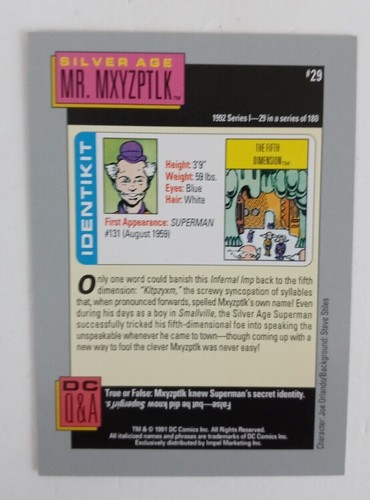 SILVER AGE
MR. MXYZPTLK™
#29
1992 Series I—29 in a series of 180
IDENTIKIT
Height: 3'9"
Weight: 59 lbs.
Eyes: Blue
Hair: White
First Appearance: SUPERMAN
#131 (August 1959)
THE FIFTH
DIMENSION™
Only one word could banish this Infernal Imp back to the fifth
dimension: "Kltpzyxm," the screwy syncopation of syllables
that, when pronounced forwards, spelled Mxyzptlk's own name! Even
during his days as a boy in Smallville, the Silver Age Superman
successfully tricked his fifth-dimensional foe into speaking the
unspeakable whenever he came to town—though coming up with a
new way to fool the clever Mxyzptlk was never easy!
DC
Q&A
True or False: Mxyzptlk knew Superman's secret identity.
False—but he did know Supergirl's.
TM & © 1991 DC Comics Inc. All Rights Reserved.
All italicized names and phrases are trademarks of DC Comics Inc.
Exclusively distributed by Impel Marketing Inc.
Character: Joe Orlando/Background: Steve Stiles